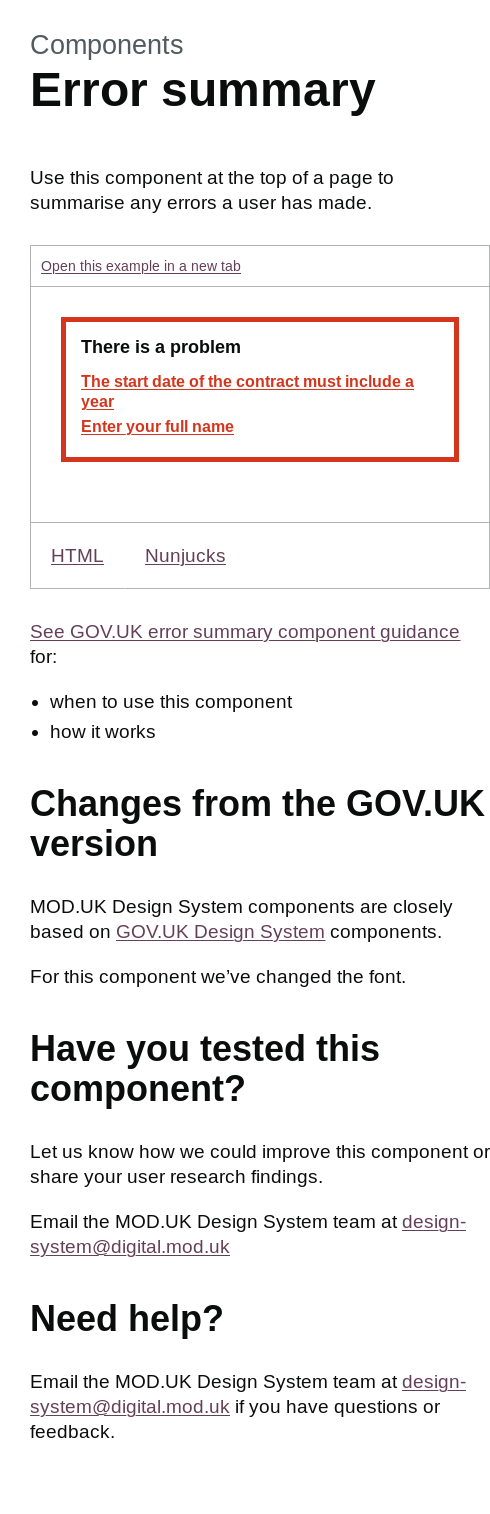 Components
Error summary
Use this component at the top of a page to
summarise any errors a user has made.
Open this example in a new tab
There is a problem
The start date of the contract must include a
year
Enter your full name
HTML Nunjucks
See GOV.UK error summary component guidance
for:
• when to use this component
• how it works
Changes from the GOV.UK
version
MOD.UK Design System components are closely
based on GOV.UK Design System components.
For this component we’ve changed the font.
Have you tested this
component?
Let us know how we could improve this component or
share your user research findings.
Email the MOD.UK Design System team at design-
system@digital.mod.uk
Need help?
Email the MOD.UK Design System team at design-
system@digital.mod.uk if you have questions or
feedback.